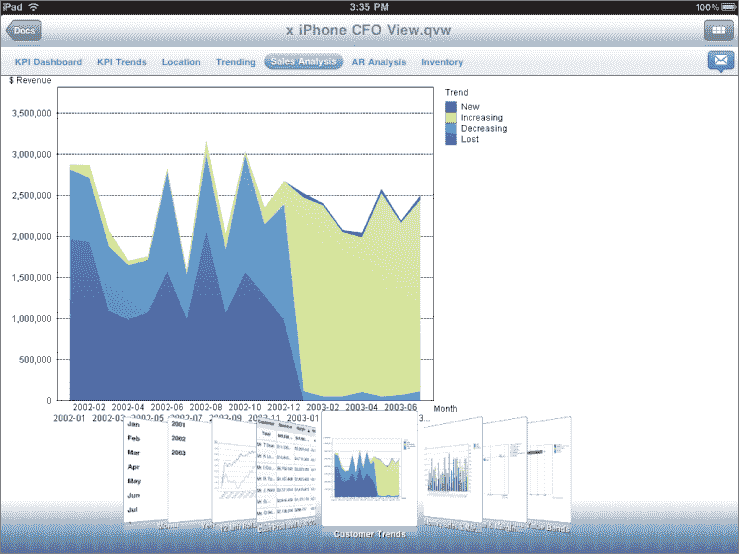 iPad 3:35 PM 100%
Docs x iPhone CFO View.qvw
KPI Dashboard KPI Trends Location Trending Sales Analysis AR Analysis Inventory
$ Revenue
Trend
New
Increasing
Decreasing
Lost
3,500,000
3,000,000
2,500,000
2,000,000
1,500,000
1,000,000
500,000
0
2002-02 2002-04 2002-06 2002-08 2002-10 2002-12 2003-02 2003-04 2003-06 Month
2002-01 2003-01 3...
Jan 2001
Feb 2002
Mar 2003
Apr
May
Jun
Jul
Customer Trends